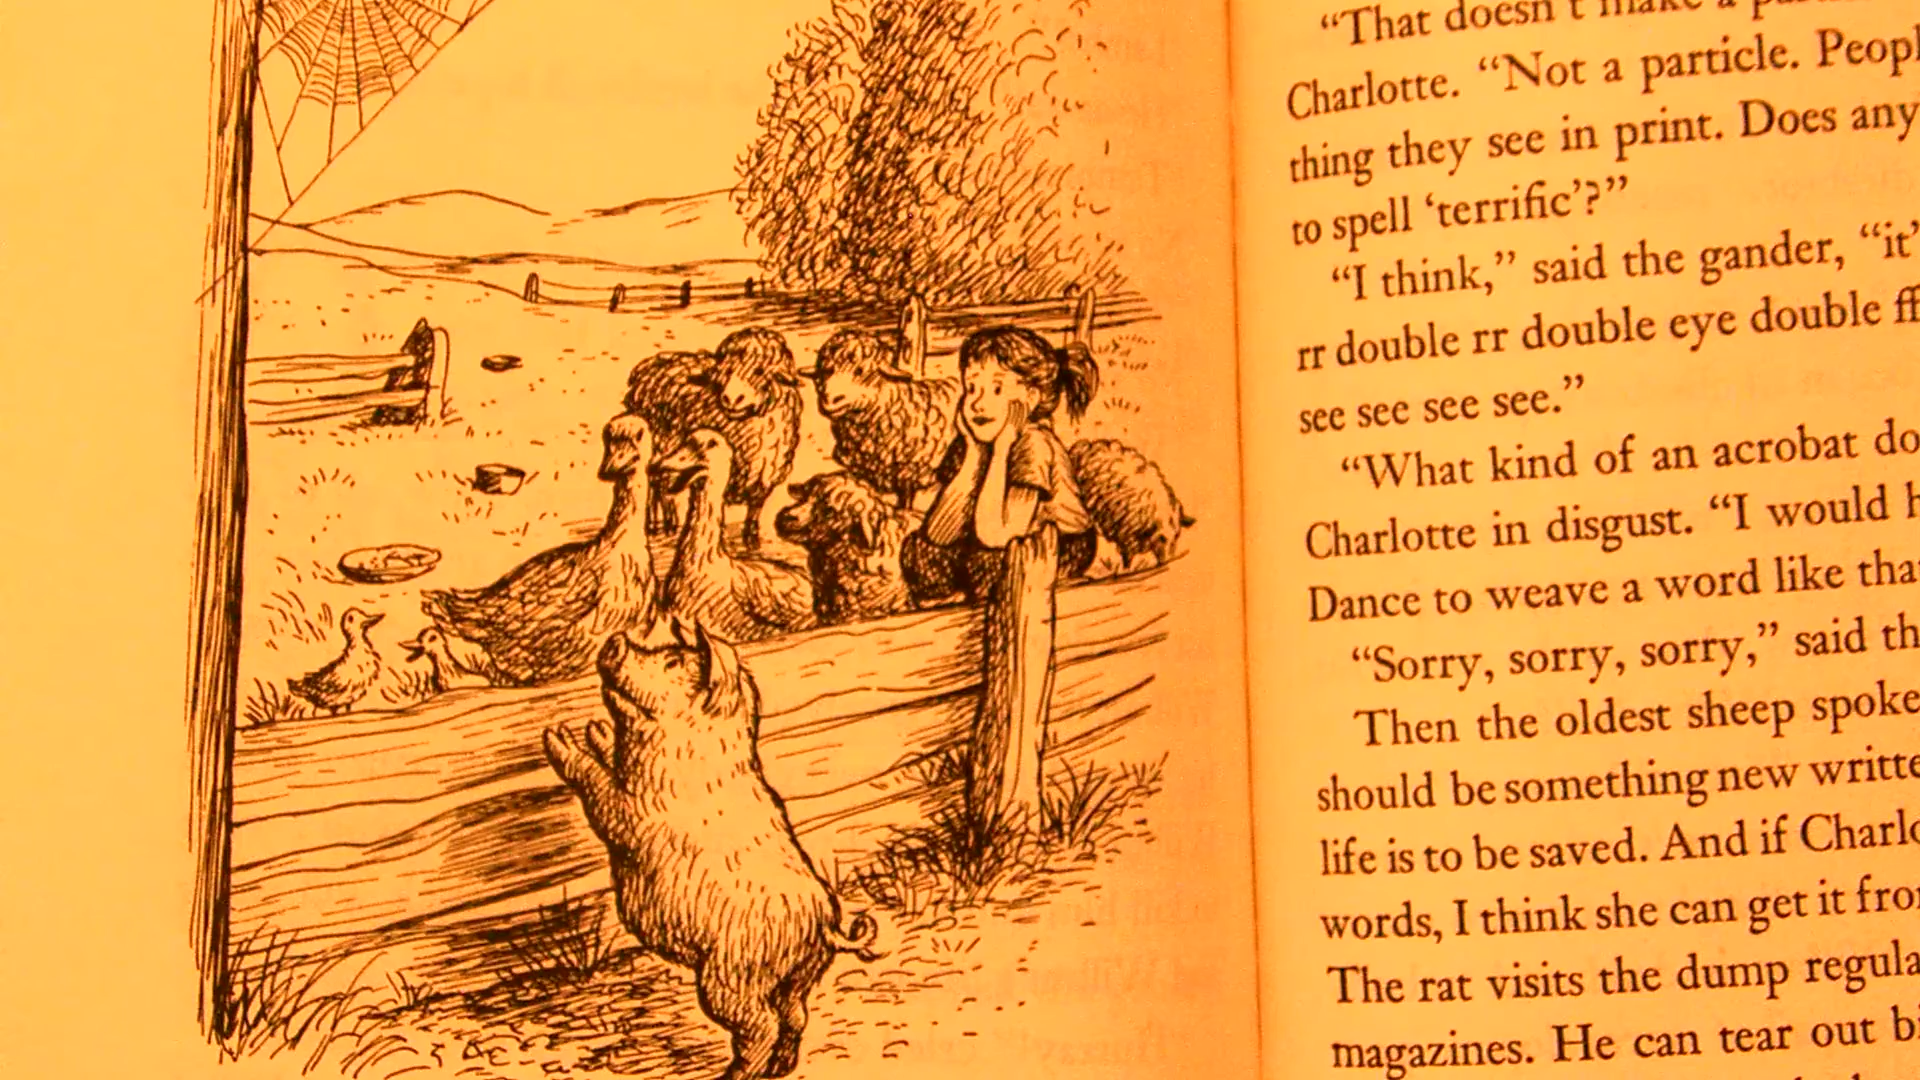 “That doesn't make a
Charlotte. “Not a particle. Peopl
thing they see in print. Does any
to spell ‘terrific’?”
“I think,” said the gander, “it’
rr double rr double eye double ff
see see see see.”
“What kind of an acrobat do
Charlotte in disgust. “I would h
Dance to weave a word like tha
“Sorry, sorry, sorry,” said th
Then the oldest sheep spoke
should be something new writte
life is to be saved. And if Charlo
words, I think she can get it from
The rat visits the dump regula
magazines. He can tear out bi